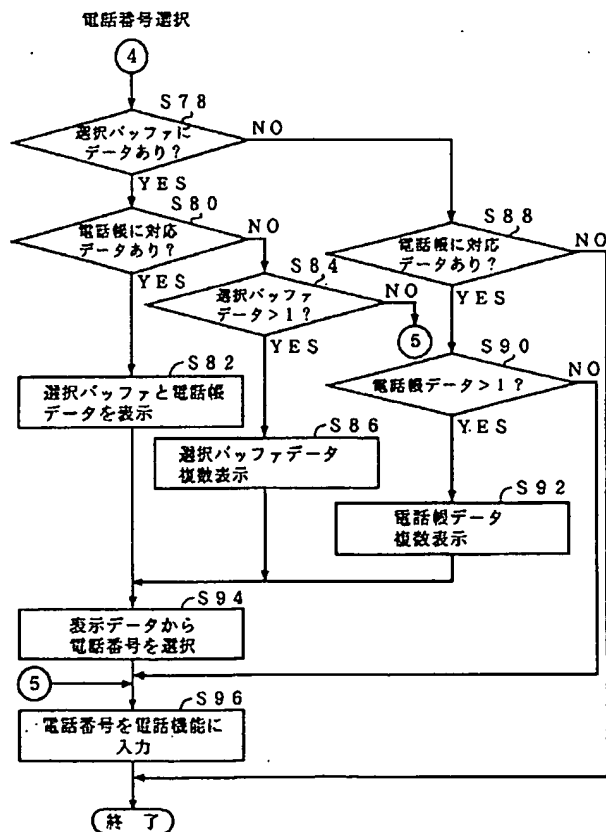 電話番号選択
4
S78
選択バッファに
データあり?
NO
YES
S80
電話帳に対応
データあり?
NO
YES
S88
電話帳に対応
データあり?
NO
YES
S84
選択バッファ
データ>1?
NO
YES
5
S90
電話帳データ>1?
NO
YES
S82
選択バッファと電話帳
データを表示
S86
選択バッファデータ
複数表示
S92
電話帳データ
複数表示
S94
表示データから
電話番号を選択
5
S96
電話番号を電話機能に
入力
終了